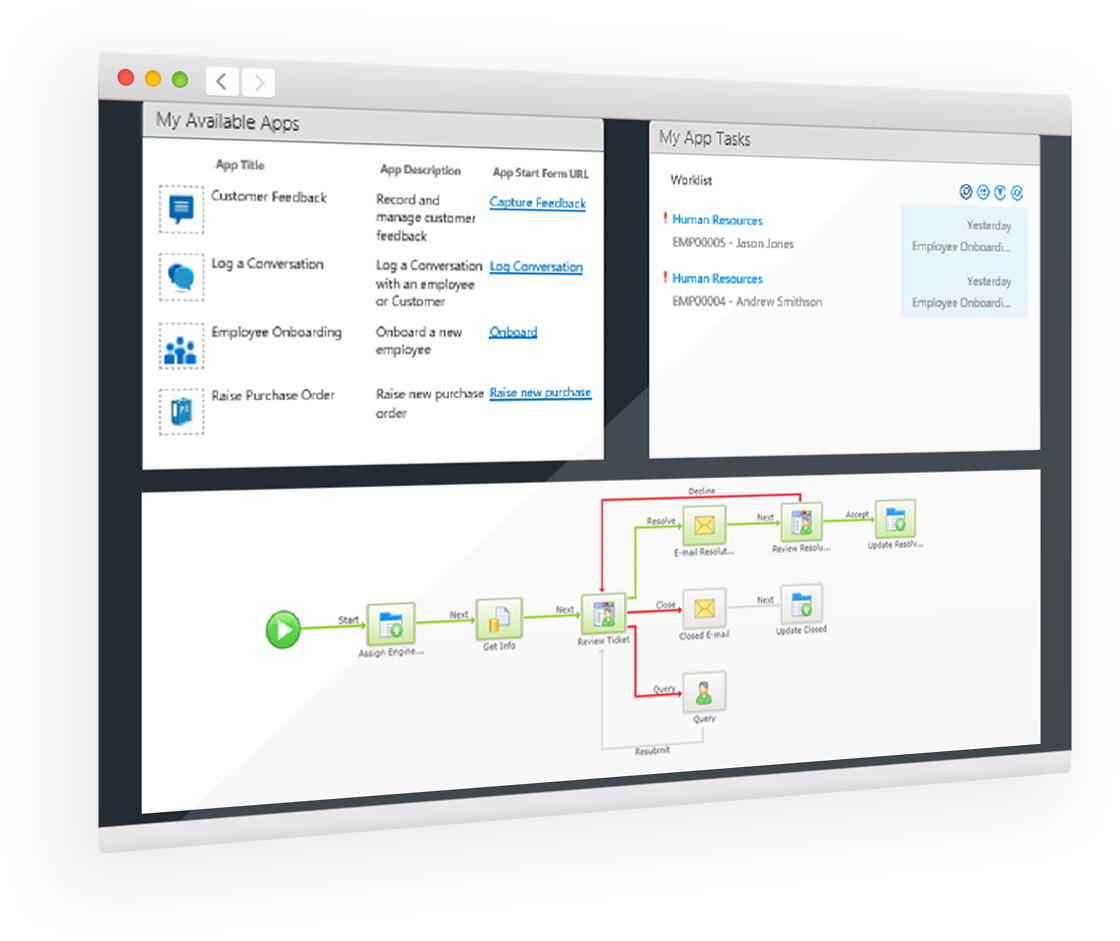 My Available Apps
App Title
App Description
App Start Form URL
Customer Feedback
Record and
manage customer
feedback
Capture Feedback
Log a Conversation
Log a Conversation
with an employee
or Customer
Log Conversation
Employee Onboarding
Onboard a new
employee
Onboard
Raise Purchase Order
Raise new purchase
order
Raise new purchase
My App Tasks
Worklist
! Human Resources
Yesterday
EMP00005 - Jason Jones
Employee Onboardi...
! Human Resources
Yesterday
EMP00004 - Andrew Smithson
Employee Onboardi...
Decline
Resolve
Next
Accept
E-mail Resolut...
Review Resolu...
Update Resolv...
Start
Next
Next
Close
Next
Assign Engine...
Get Info
Review Ticket
Closed E-mail
Update Closed
Query
Query
Resubmit